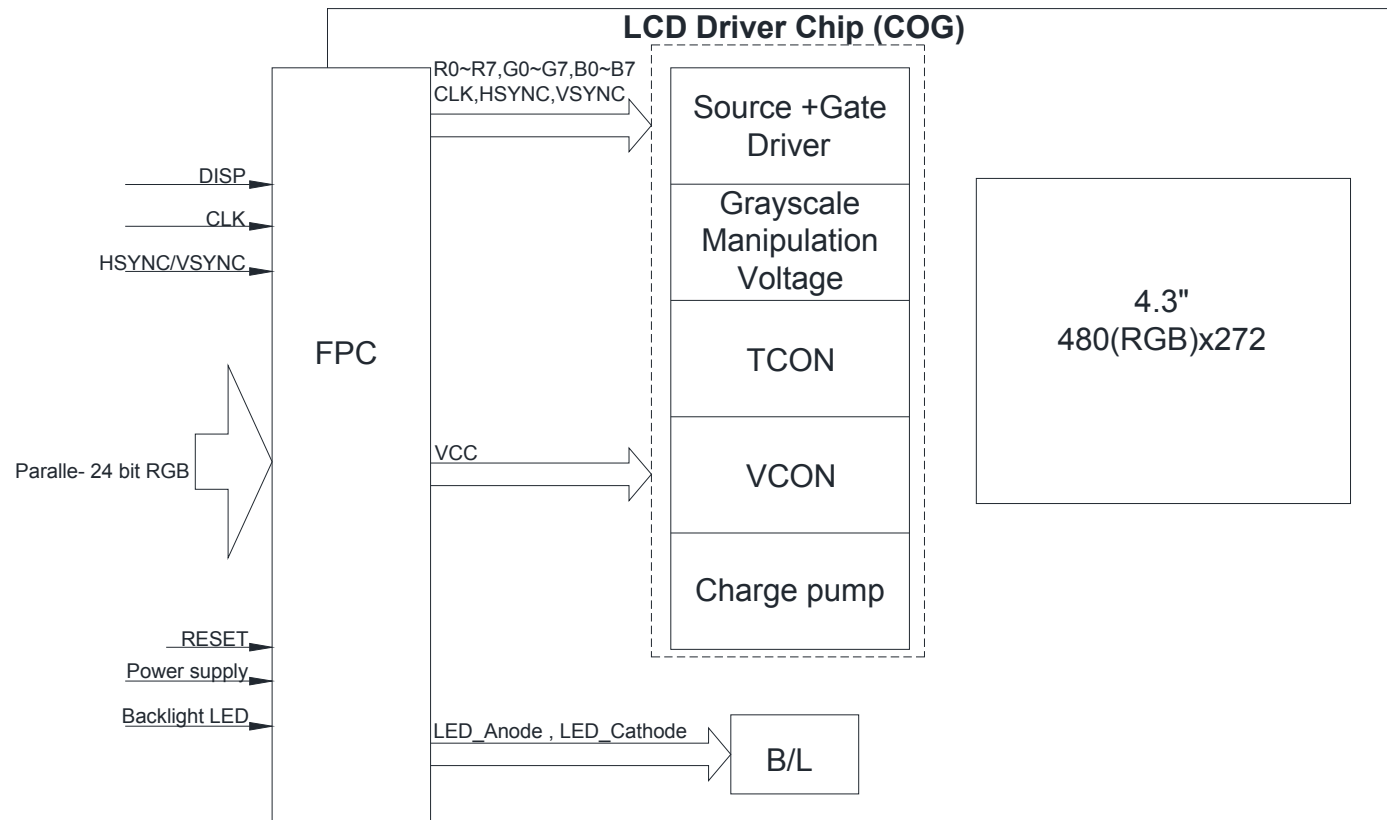 LCD Driver Chip (COG)
R0~R7,G0~G7,B0~B7
CLK,HSYNC,VSYNC
Source +Gate
Driver
DISP
CLK
HSYNC/VSYNC
Grayscale
Manipulation
Voltage
4.3"
480(RGB)x272
FPC
TCON
Paralle- 24 bit RGB
VCC
VCON
Charge pump
RESET
Power supply
Backlight LED
LED_Anode , LED_Cathode
B/L